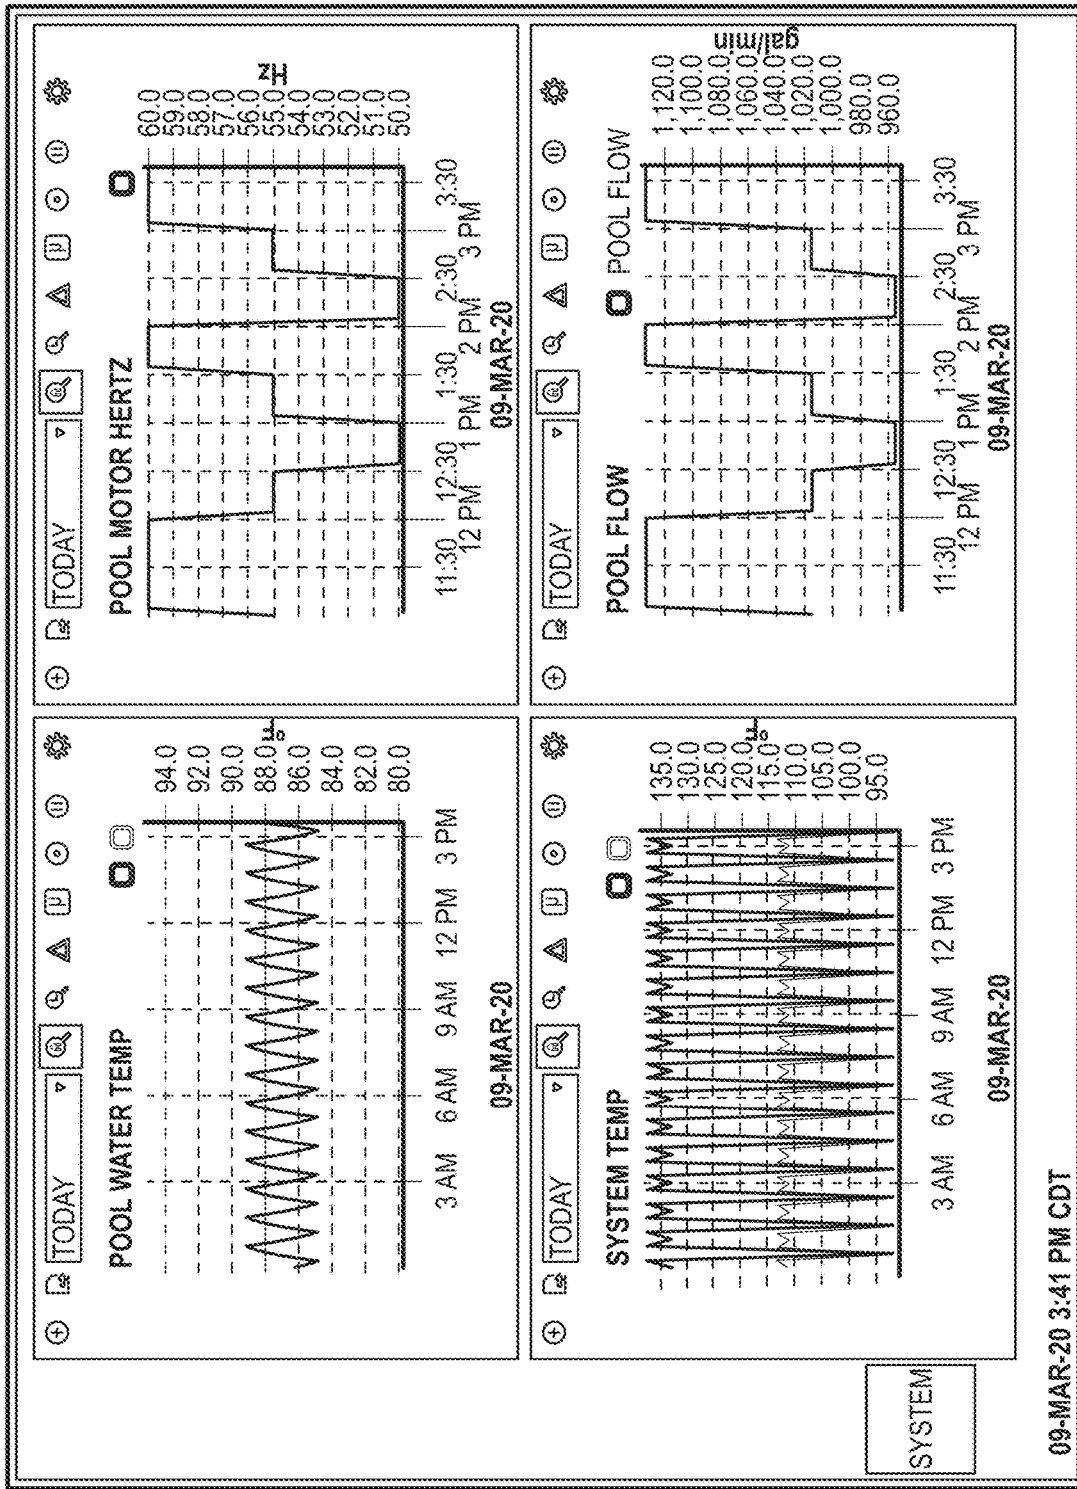 TODAY
POOL WATER TEMP
94.0
92.0
90.0
88.0
86.0
84.0
82.0
80.0
°F
3 AM
6 AM
9 AM
12 PM
3 PM
09-MAR-20
TODAY
POOL MOTOR HERTZ
60.0
59.0
58.0
57.0
56.0
55.0
54.0
53.0
52.0
51.0
50.0
Hz
11:30
12 PM
12:30
1 PM
1:30
2 PM
2:30
3 PM
3:30
09-MAR-20
SYSTEM
TODAY
SYSTEM TEMP
135.0
130.0
125.0
120.0
115.0
110.0
105.0
100.0
95.0
°F
3 AM
6 AM
9 AM
12 PM
3 PM
09-MAR-20
TODAY
POOL FLOW
POOL FLOW
1,120.0
1,100.0
1,080.0
1,060.0
1,040.0
1,020.0
1,000.0
980.0
960.0
gal/min
11:30
12 PM
12:30
1 PM
1:30
2 PM
2:30
3 PM
3:30
09-MAR-20
09-MAR-20 3:41 PM CDT